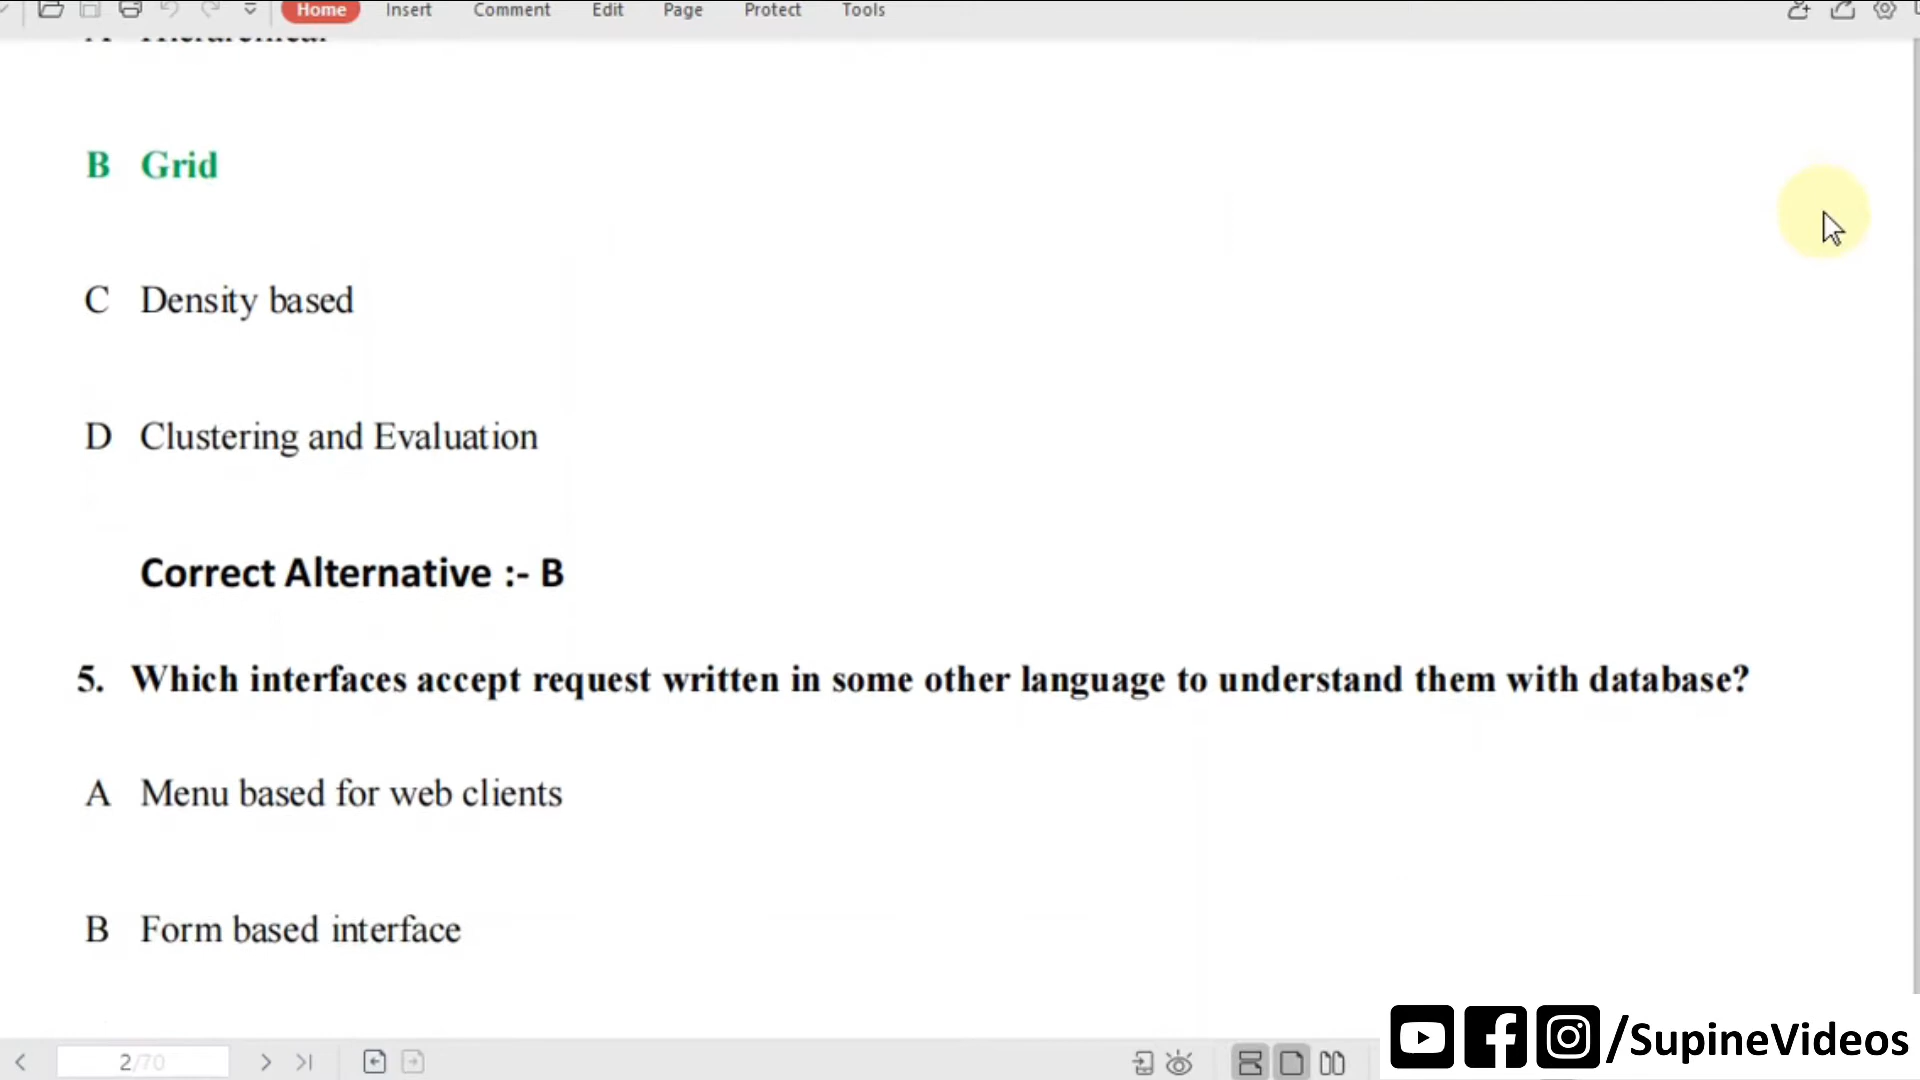 Home Insert Comment Edit Page Protect Tools
A Hierarchical
B Grid
C Density based
D Clustering and Evaluation
Correct Alternative :- B
5. Which interfaces accept request written in some other language to understand them with database?
A Menu based for web clients
B Form based interface
2/70
/SupineVideos